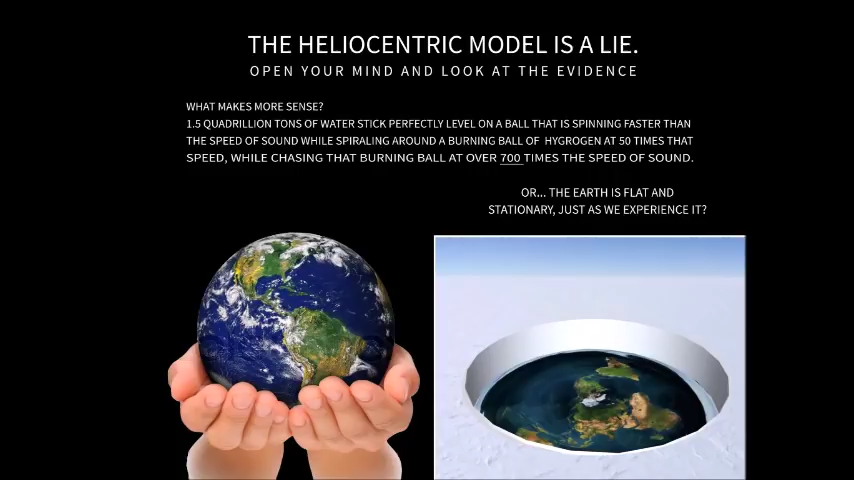 THE HELIOCENTRIC MODEL IS A LIE.
OPEN YOUR MIND AND LOOK AT THE EVIDENCE
WHAT MAKES MORE SENSE?
1.5 QUADRILLION TONS OF WATER STICK PERFECTLY LEVEL ON A BALL THAT IS SPINNING FASTER THAN
THE SPEED OF SOUND WHILE SPIRALING AROUND A BURNING BALL OF HYGROGEN AT 50 TIMES THAT
SPEED, WHILE CHASING THAT BURNING BALL AT OVER 700 TIMES THE SPEED OF SOUND.
OR... THE EARTH IS FLAT AND
STATIONARY, JUST AS WE EXPERIENCE IT?